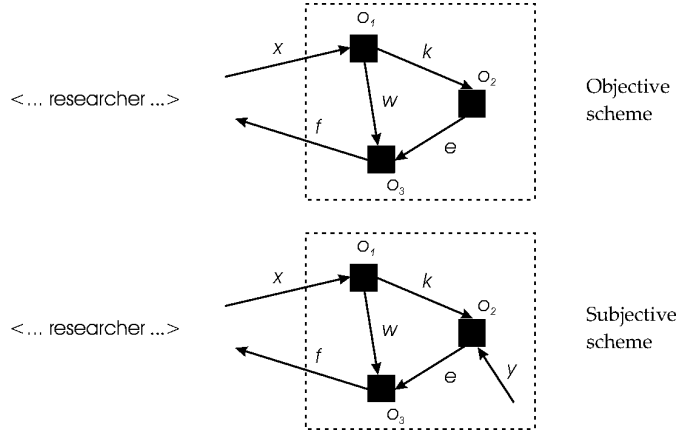 O1
x
k
O2
<... researcher ...>
w
f
e
O3
Objective
scheme
O1
x
k
O2
<... researcher ...>
w
f
e
y
O3
Subjective
scheme